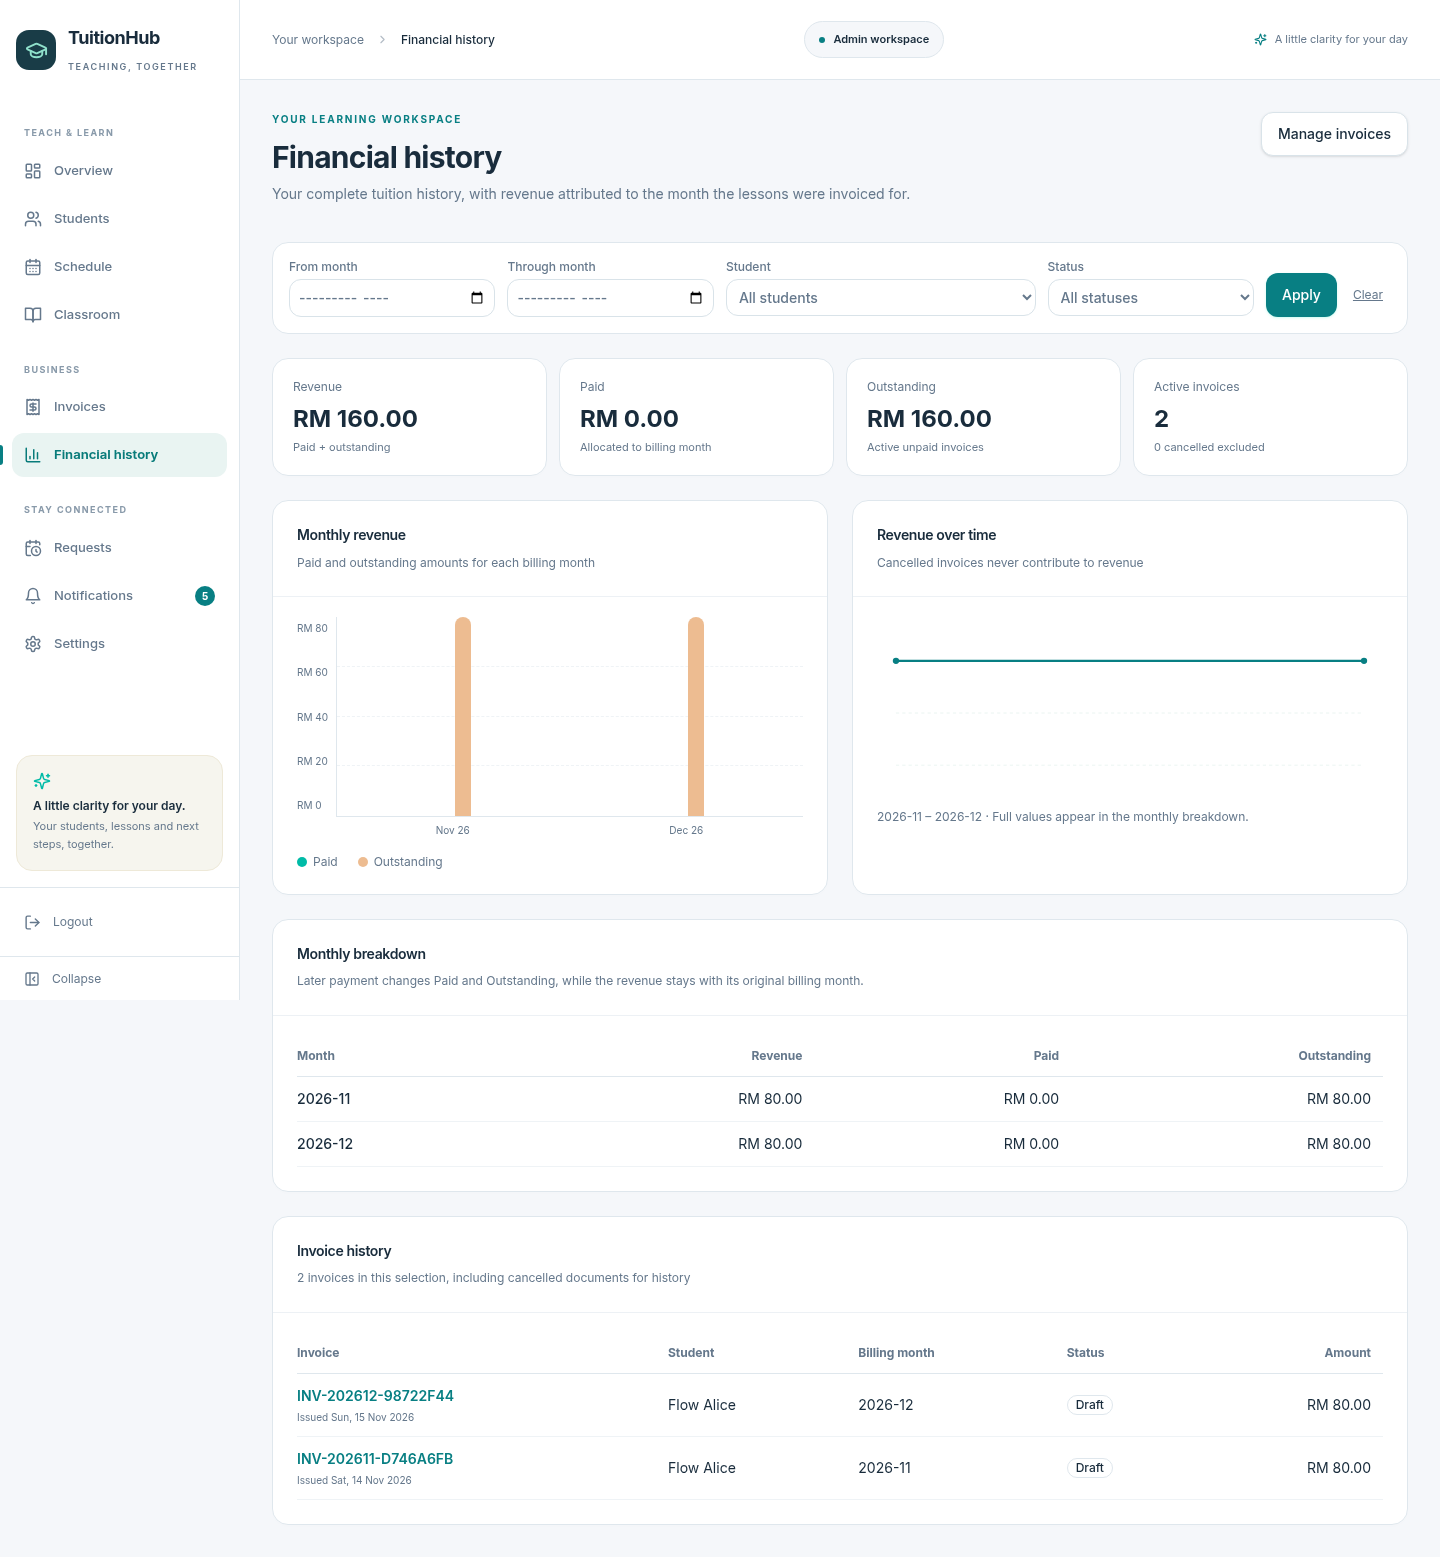 TuitionHub
TEACHING, TOGETHER
TEACH & LEARN
Overview
Students
Schedule
Classroom
BUSINESS
Invoices
Financial history
STAY CONNECTED
Requests
Notifications 5
Settings
A little clarity for your day.
Your students, lessons and next
steps, together.
Logout
Collapse
Your workspace Financial history
Admin workspace
A little clarity for your day
YOUR LEARNING WORKSPACE
Financial history
Your complete tuition history, with revenue attributed to the month the lessons were invoiced for.
Manage invoices
From month Through month Student Status
--------- ---- --------- ---- All students All statuses Apply Clear
Revenue
RM 160.00
Paid + outstanding
Paid
RM 0.00
Allocated to billing month
Outstanding
RM 160.00
Active unpaid invoices
Active invoices
2
0 cancelled excluded
Monthly revenue
Paid and outstanding amounts for each billing month
RM 80
RM 60
RM 40
RM 20
RM 0
Nov 26 Dec 26
Paid Outstanding
Revenue over time
Cancelled invoices never contribute to revenue
2026-11 – 2026-12 · Full values appear in the monthly breakdown.
Monthly breakdown
Later payment changes Paid and Outstanding, while the revenue stays with its original billing month.
Month Revenue Paid Outstanding
2026-11 RM 80.00 RM 0.00 RM 80.00
2026-12 RM 80.00 RM 0.00 RM 80.00
Invoice history
2 invoices in this selection, including cancelled documents for history
Invoice Student Billing month Status Amount
INV-202612-98722F44 Flow Alice 2026-12 Draft RM 80.00
Issued Sun, 15 Nov 2026
INV-202611-D746A6FB Flow Alice 2026-11 Draft RM 80.00
Issued Sat, 14 Nov 2026